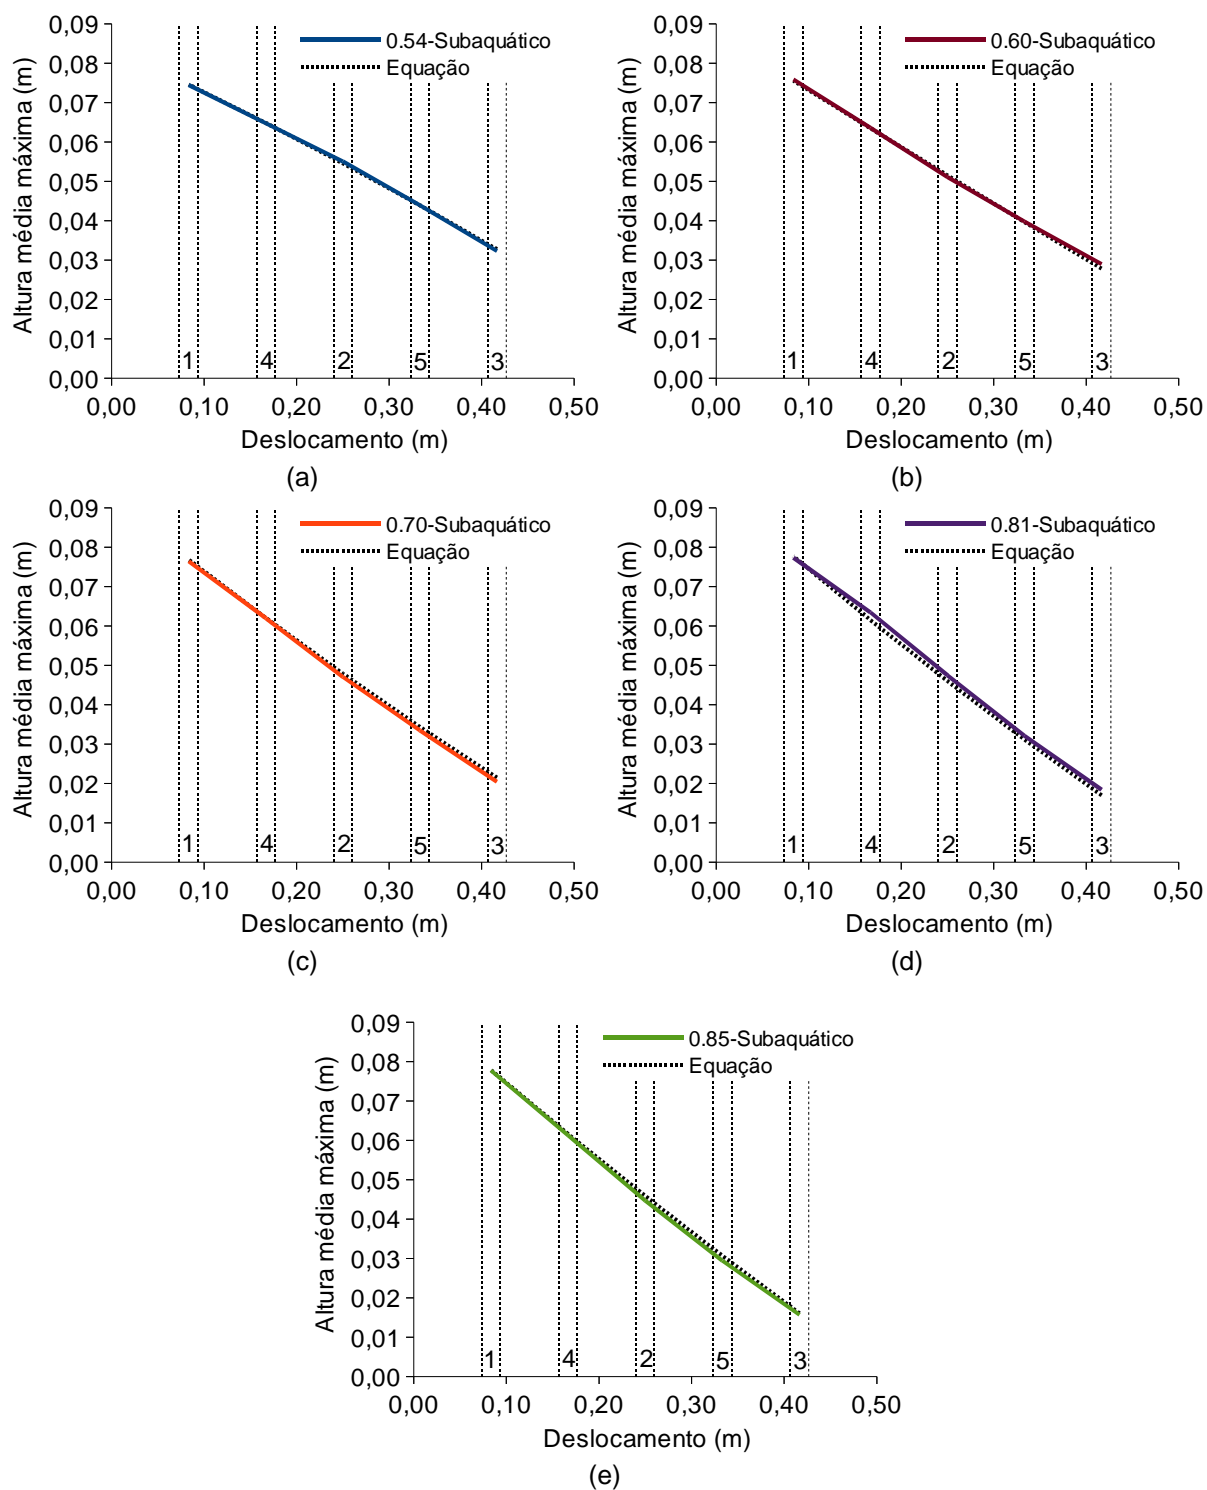 0,09
0,08
0,07
0,06
0,05
0,04
0,03
0,02
0,01
0,00
Altura média máxima (m)
0.54-Subaquático
Equação
1 4 2 5 3
0,00 0,10 0,20 0,30 0,40 0,50
Deslocamento (m)
(a)
0,09
0,08
0,07
0,06
0,05
0,04
0,03
0,02
0,01
0,00
Altura média máxima (m)
0.60-Subaquático
Equação
1 4 2 5 3
0,00 0,10 0,20 0,30 0,40 0,50
Deslocamento (m)
(b)
0,09
0,08
0,07
0,06
0,05
0,04
0,03
0,02
0,01
0,00
Altura média máxima (m)
0.70-Subaquático
Equação
1 4 2 5 3
0,00 0,10 0,20 0,30 0,40 0,50
Deslocamento (m)
(c)
0,09
0,08
0,07
0,06
0,05
0,04
0,03
0,02
0,01
0,00
Altura média máxima (m)
0.81-Subaquático
Equação
1 4 2 5 3
0,00 0,10 0,20 0,30 0,40 0,50
Deslocamento (m)
(d)
0,09
0,08
0,07
0,06
0,05
0,04
0,03
0,02
0,01
0,00
Altura média máxima (m)
0.85-Subaquático
Equação
1 4 2 5 3
0,00 0,10 0,20 0,30 0,40 0,50
Deslocamento (m)
(e)